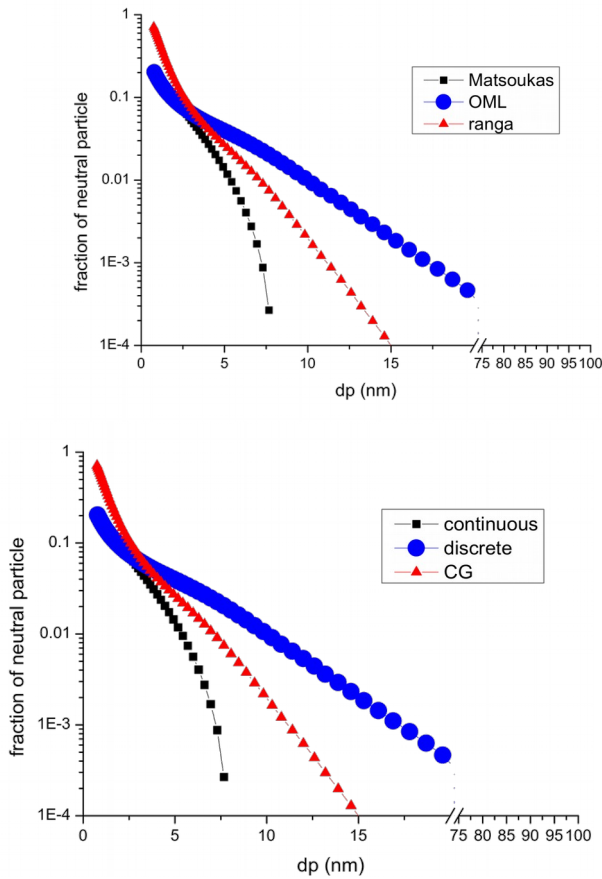 1
Matsoukas
OML
ranga
0.1
0.01
1E-3
1E-4
fraction of neutral particle
0 5 10 15 75 80 85 90 95 100
dp (nm)
1
continuous
discrete
CG
0.1
0.01
1E-3
1E-4
fraction of neutral particle
0 5 10 15 75 80 85 90 95 100
dp (nm)